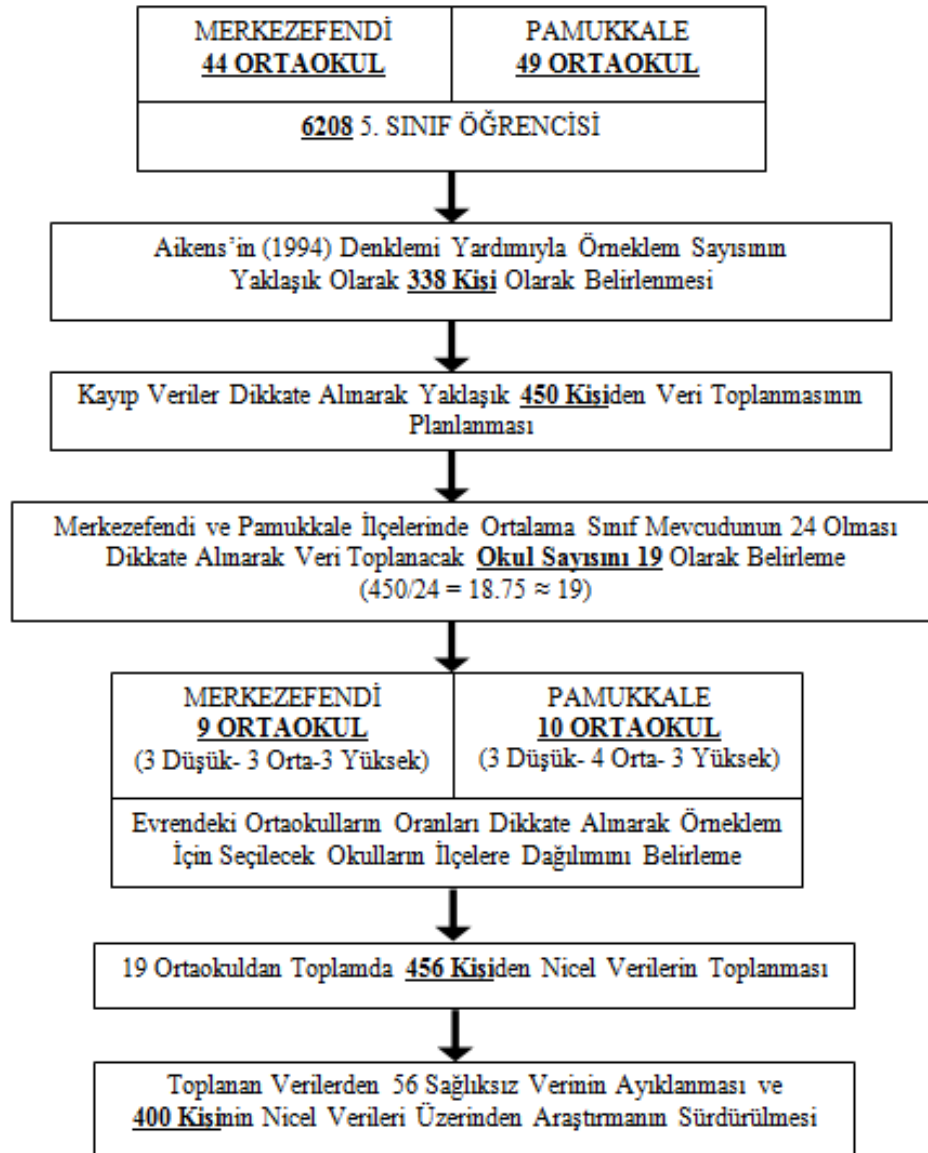 MERKEZEFENDİ
44 ORTAOKUL
PAMUKKALE
49 ORTAOKUL
6208 5. SINIF ÖĞRENCİSİ
Aikens’in (1994) Denklemi Yardımıyla Örneklem Sayısının
Yaklaşık Olarak 338 Kişi Olarak Belirlenmesi
Kayıp Veriler Dikkate Alınarak Yaklaşık 450 Kişiden Veri Toplanmasının
Planlanması
Merkezefendi ve Pamukkale İlçelerinde Ortalama Sınıf Mevcudunun 24 Olması
Dikkate Alınarak Veri Toplanacak Okul Sayısını 19 Olarak Belirleme
(450/24 = 18.75 ≈ 19)
MERKEZEFENDİ
9 ORTAOKUL
(3 Düşük- 3 Orta-3 Yüksek)
PAMUKKALE
10 ORTAOKUL
(3 Düşük- 4 Orta- 3 Yüksek)
Evrendeki Ortaokulların Oranları Dikkate Alınarak Örneklem
İçin Seçilecek Okulların İlçelere Dağılımını Belirleme
19 Ortaokuldan Toplamda 456 Kişiden Nicel Verilerin Toplanması
Toplanan Verilerden 56 Sağlıksız Verinin Ayıklanması ve
400 Kişinin Nicel Verileri Üzerinden Araştırmanın Sürdürülmesi